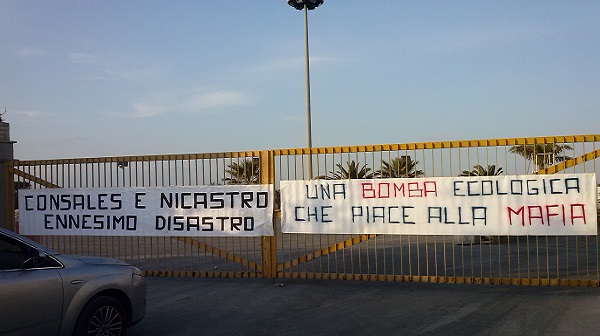 CONSALES E NICASTRO
ENNESIMO DISASTRO
UNA BOMBA ECOLOGICA
CHE PIACE ALLA MAFIA